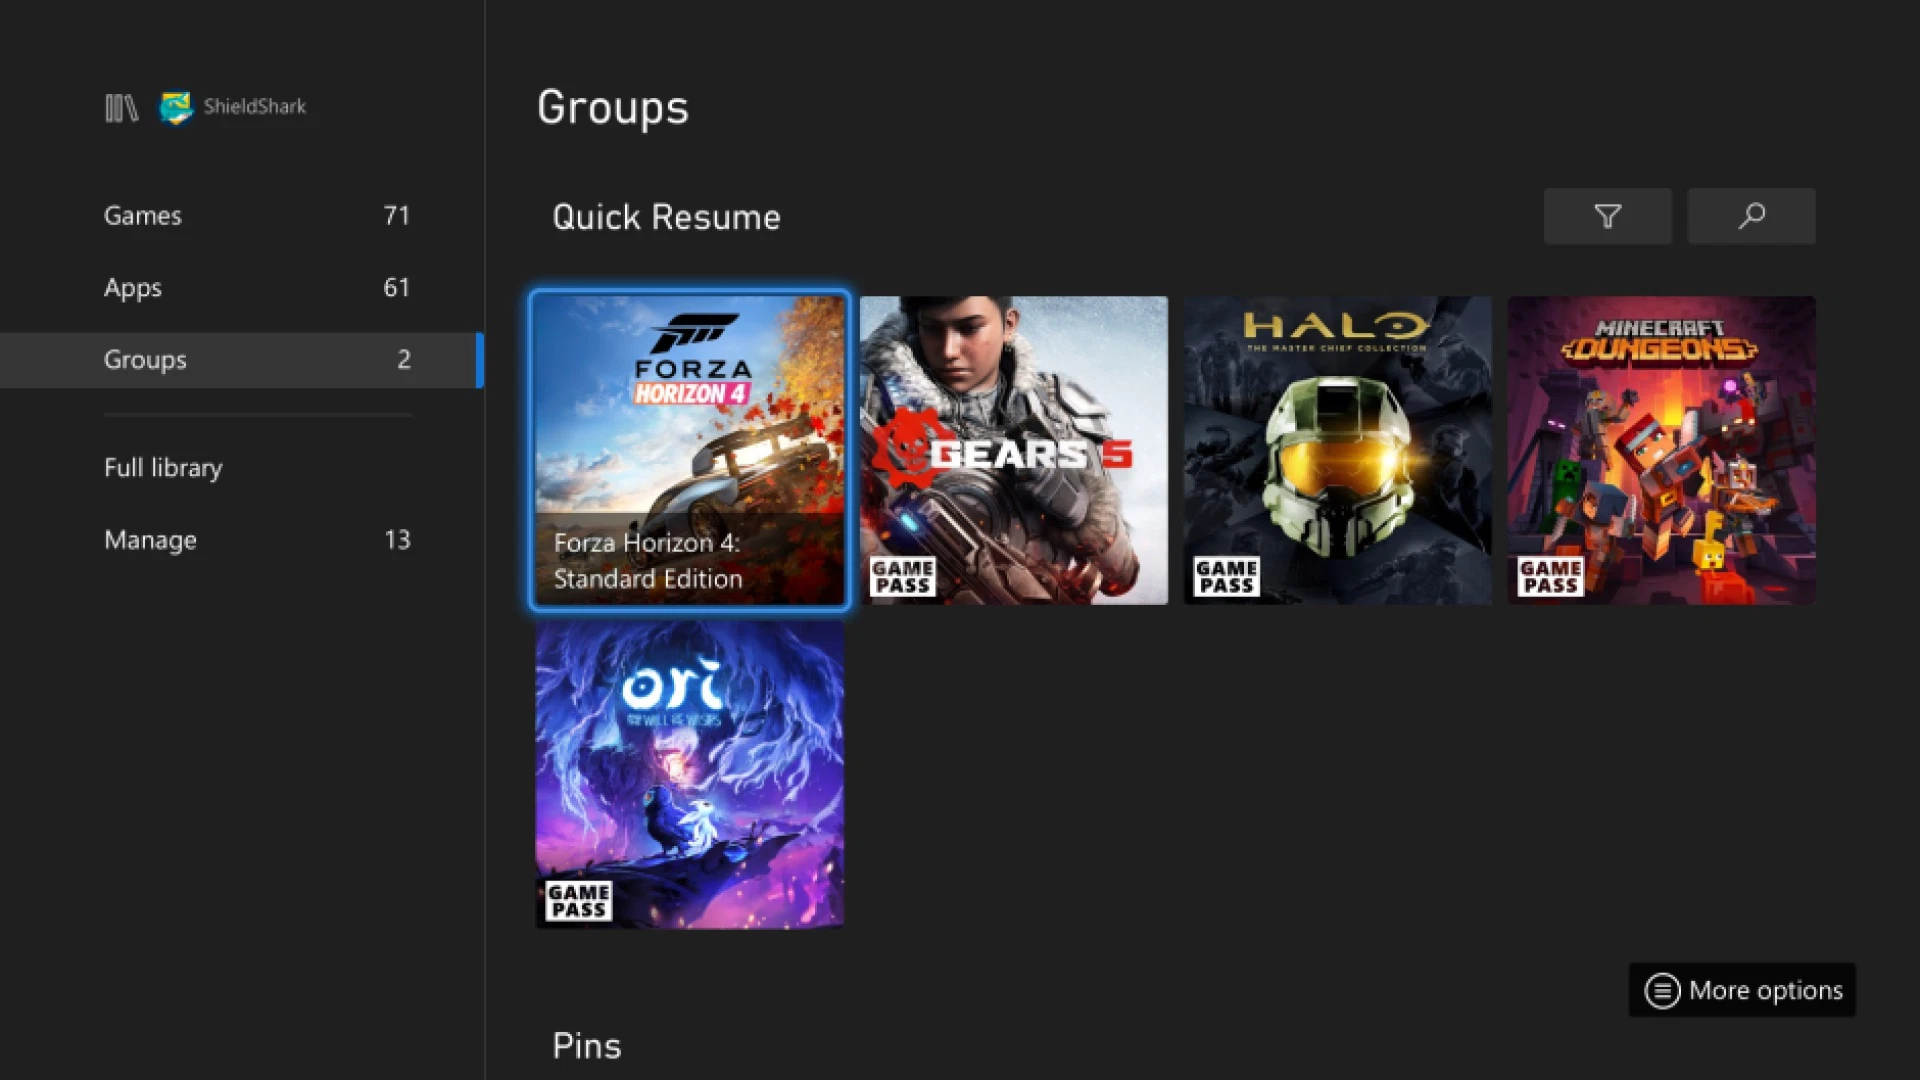 ShieldShark
Games 71
Apps 61
Groups 2
Full library
Manage 13
Groups
Quick Resume
FORZA
HORIZON 4
Forza Horizon 4:
Standard Edition
GEARS 5
GAME
PASS
HALO
THE MASTER CHIEF COLLECTION
GAME
PASS
MINECRAFT
DUNGEONS
GAME
PASS
ori
AND THE WILL OF THE WISPS
GAME
PASS
More options
Pins